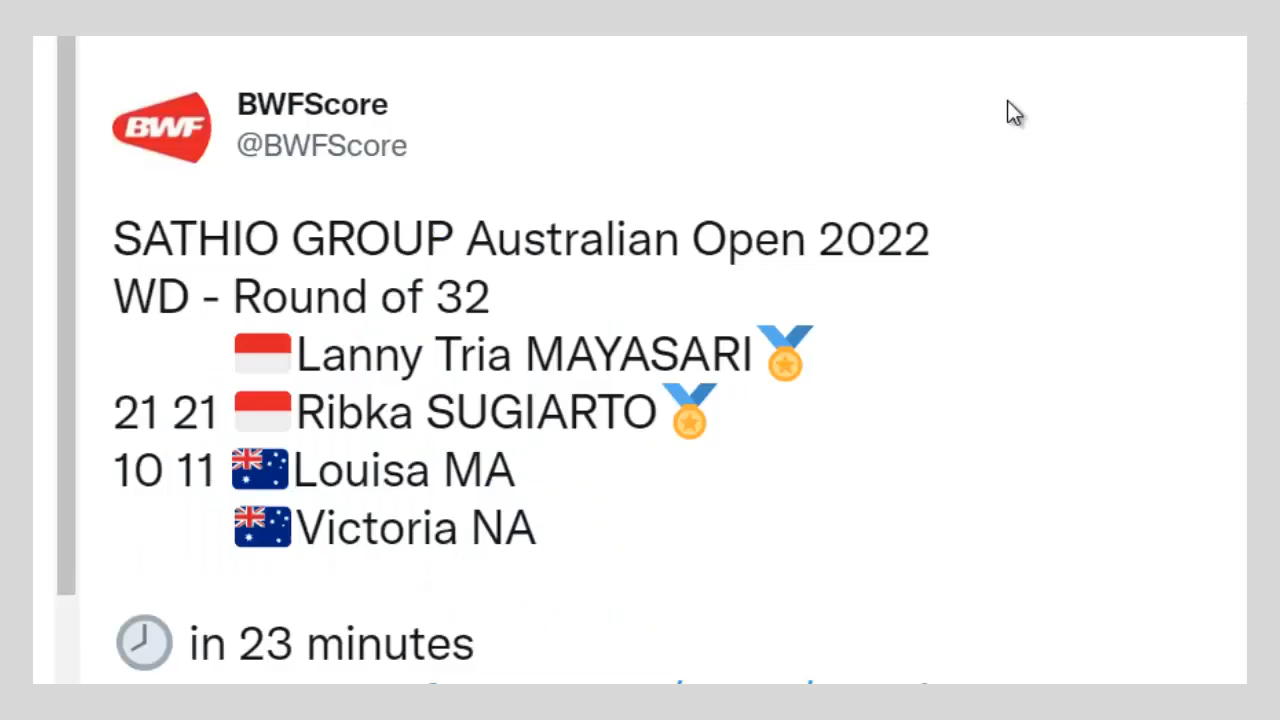 BWF
BWFScore
@BWFScore
SATHIO GROUP Australian Open 2022
WD - Round of 32
🇮🇩Lanny Tria MAYASARI🏅
21 21 🇮🇩Ribka SUGIARTO🏅
10 11 🇦🇺Louisa MA
🇦🇺Victoria NA
🕗 in 23 minutes